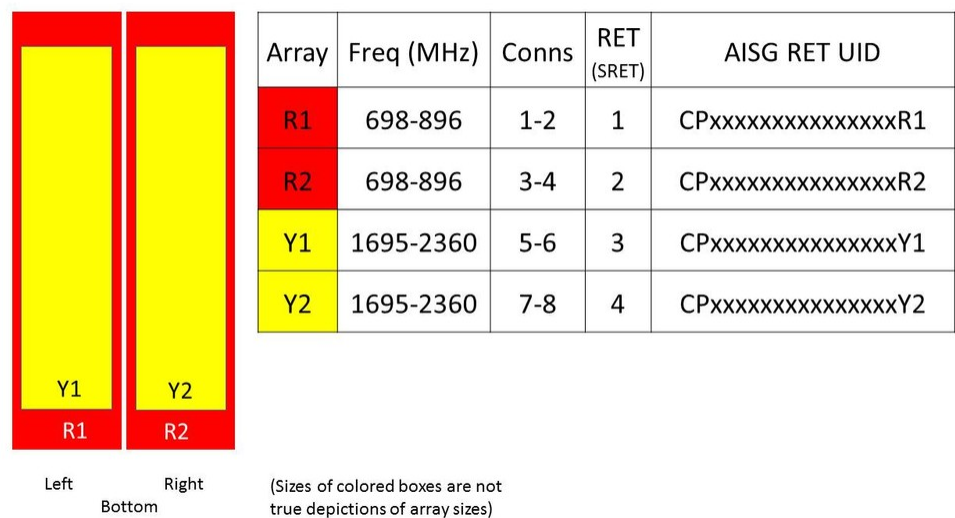 Array Freq (MHz) Conns RET (SRET) AISG RET UID
R1 698-896 1-2 1 CPxxxxxxxxxxxxxxxR1
R2 698-896 3-4 2 CPxxxxxxxxxxxxxxxR2
Y1 1695-2360 5-6 3 CPxxxxxxxxxxxxxxxY1
Y2 1695-2360 7-8 4 CPxxxxxxxxxxxxxxxY2
Y1 Y2
R1 R2
Left Right
Bottom
(Sizes of colored boxes are not
true depictions of array sizes)